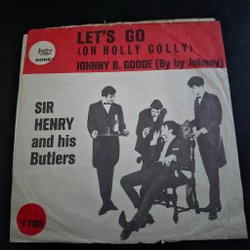 LET'S GO
(OH HOLLY GOLLY)
JOHNNY B. GOODE (By by Johnny)
SIR
HENRY
and his
Butlers